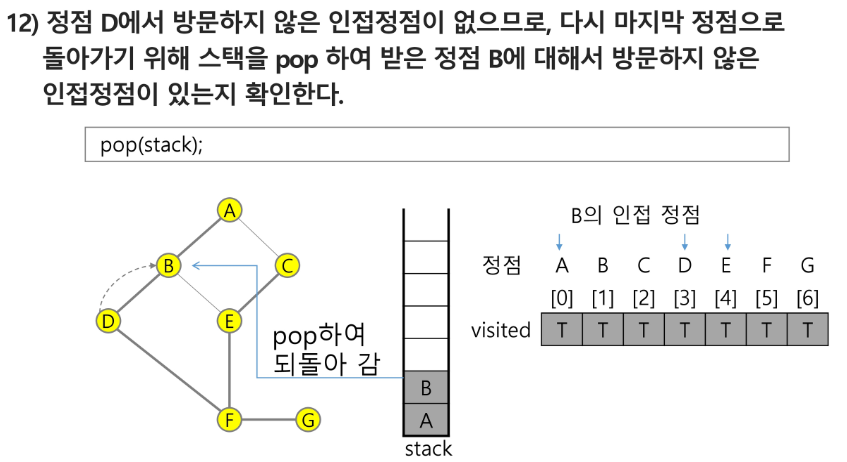 12) 정점 D에서 방문하지 않은 인접정점이 없으므로, 다시 마지막 정점으로
돌아가기 위해 스택을 pop 하여 받은 정점 B에 대해서 방문하지 않은
인접정점이 있는지 확인한다.
pop(stack);
A
B
C
D
E
F
G
pop하여
되돌아 감
B
A
stack
B의 인접 정점
정점 A B C D E F G
[0] [1] [2] [3] [4] [5] [6]
visited T T T T T T T